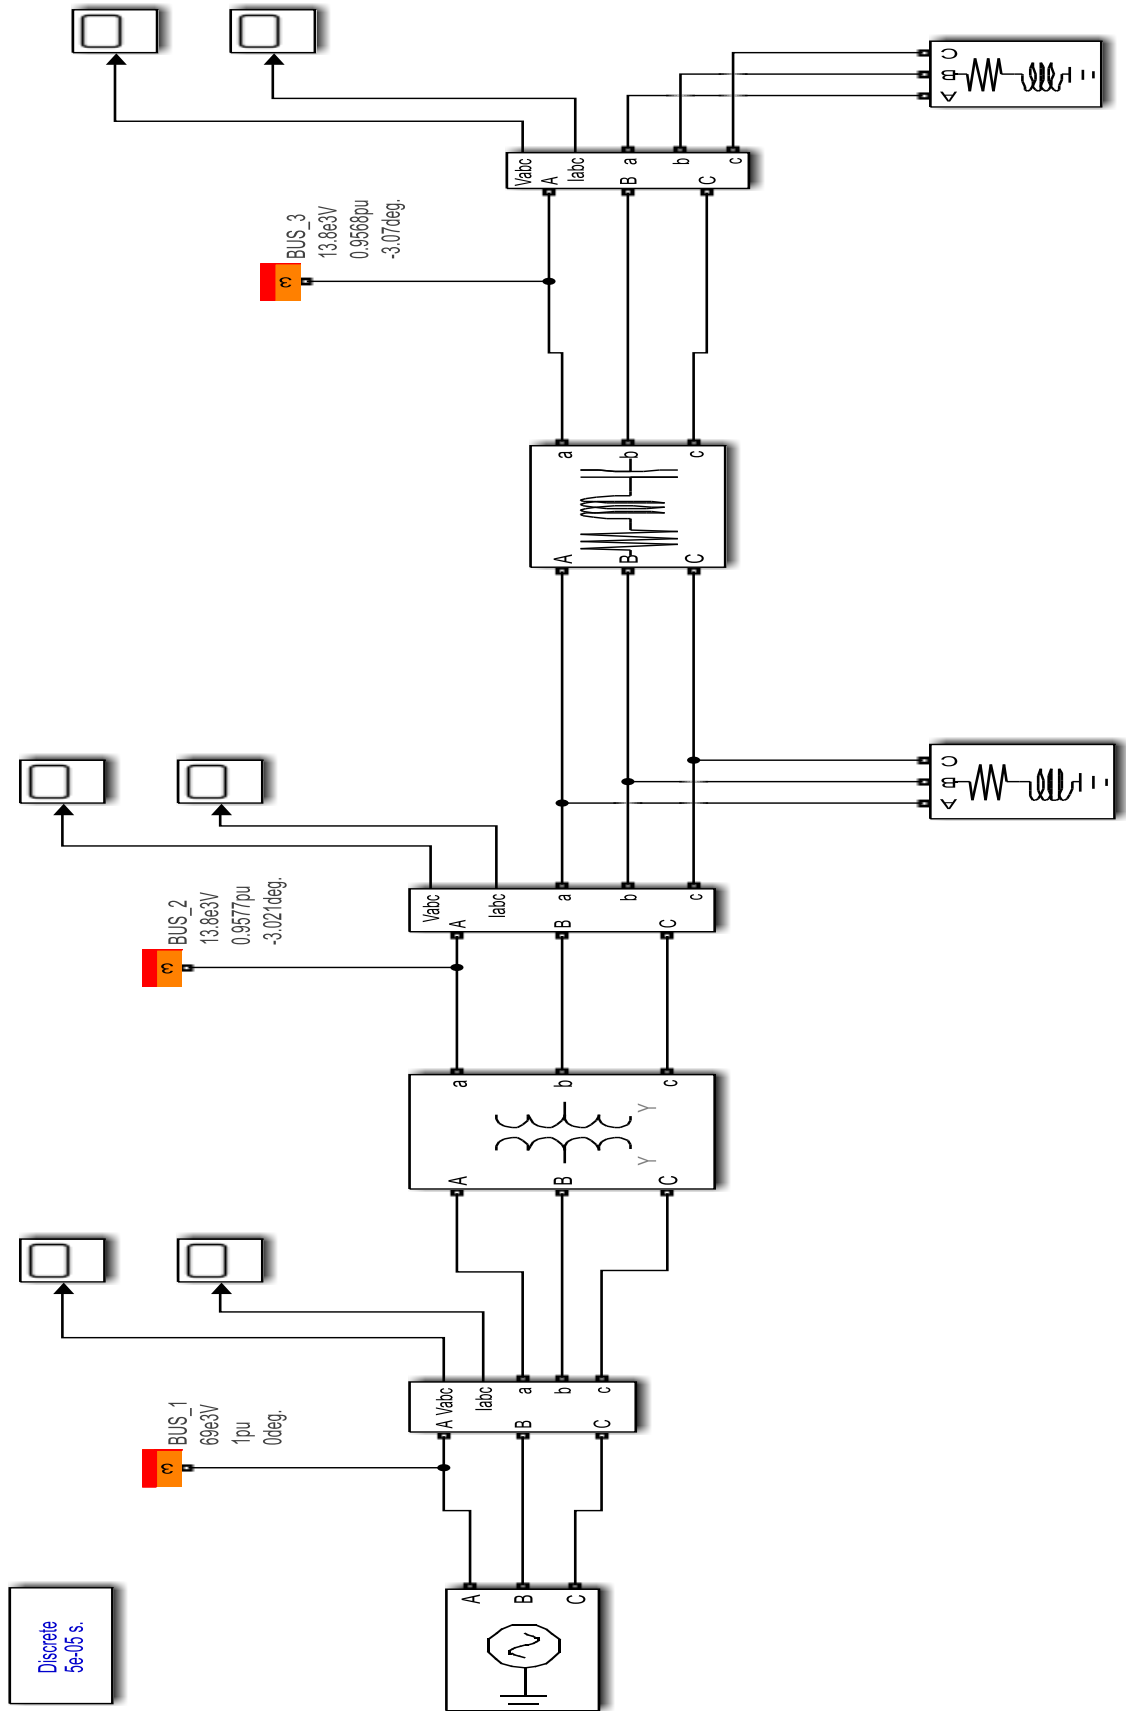 Discrete
5e-05 s.
A
B
C
BUS_1
69e3V
1pu
0deg.
ω
A
B
C
Vabc
Iabc
a
b
c
A
B
C
Y
Y
a
b
c
BUS_2
13.8e3V
0.9577pu
-3.021deg.
ω
A
B
C
Vabc
Iabc
a
b
c
A
B
C
A
B
C
a
b
c
BUS_3
13.8e3V
0.9568pu
-3.07deg.
ω
A
B
C
Vabc
Iabc
a
b
c
A
B
C